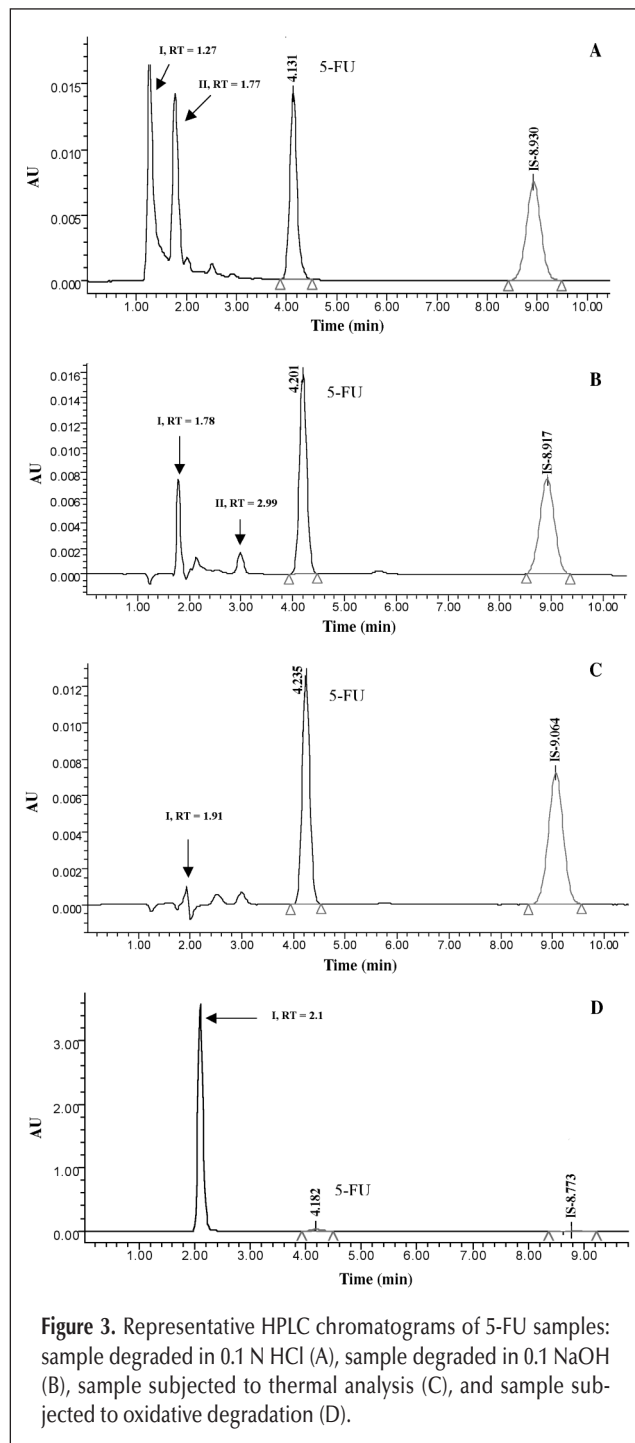 I, RT = 1.27
A
II, RT = 1.77
4.131
5-FU
IS-8.930
0.015
0.010
0.005
0.000
AU
1.00 2.00 3.00 4.00 5.00 6.00 7.00 8.00 9.00 10.00
Time (min)
B
4.201
5-FU
I, RT = 1.78
II, RT = 2.99
IS-8.917
0.016
0.014
0.012
0.010
0.008
0.006
0.004
0.002
0.000
AU
1.00 2.00 3.00 4.00 5.00 6.00 7.00 8.00 9.00 10.00
Time (min)
C
4.235
5-FU
I, RT = 1.91
IS-9.064
0.012
0.010
0.008
0.006
0.004
0.002
0.000
AU
1.00 2.00 3.00 4.00 5.00 6.00 7.00 8.00 9.00 10.00
Time (min)
D
I, RT = 2.1
4.182
5-FU
IS-8.773
3.00
2.00
1.00
0.00
AU
1.00 2.00 3.00 4.00 5.00 6.00 7.00 8.00 9.00
Time (min)
Figure 3. Representative HPLC chromatograms of 5-FU samples:
sample degraded in 0.1 N HCl (A), sample degraded in 0.1 NaOH
(B), sample subjected to thermal analysis (C), and sample sub-
jected to oxidative degradation (D).